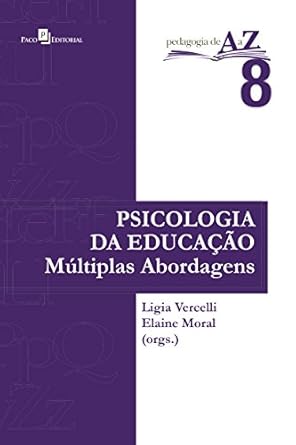 PACO EDITORIAL
pedagogia de A a Z
8
PSICOLOGIA
DA EDUCAÇÃO
Múltiplas Abordagens
Ligia Vercelli
Elaine Moral
(orgs.)